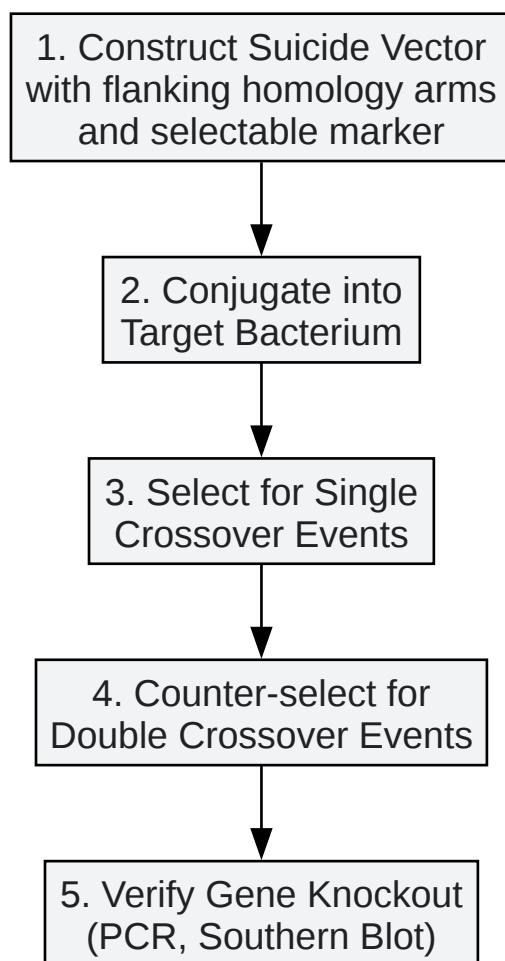 1. Construct Suicide Vector
with flanking homology arms
and selectable marker
2. Conjugate into
Target Bacterium
3. Select for Single
Crossover Events
4. Counter-select for
Double Crossover Events
5. Verify Gene Knockout
(PCR, Southern Blot)